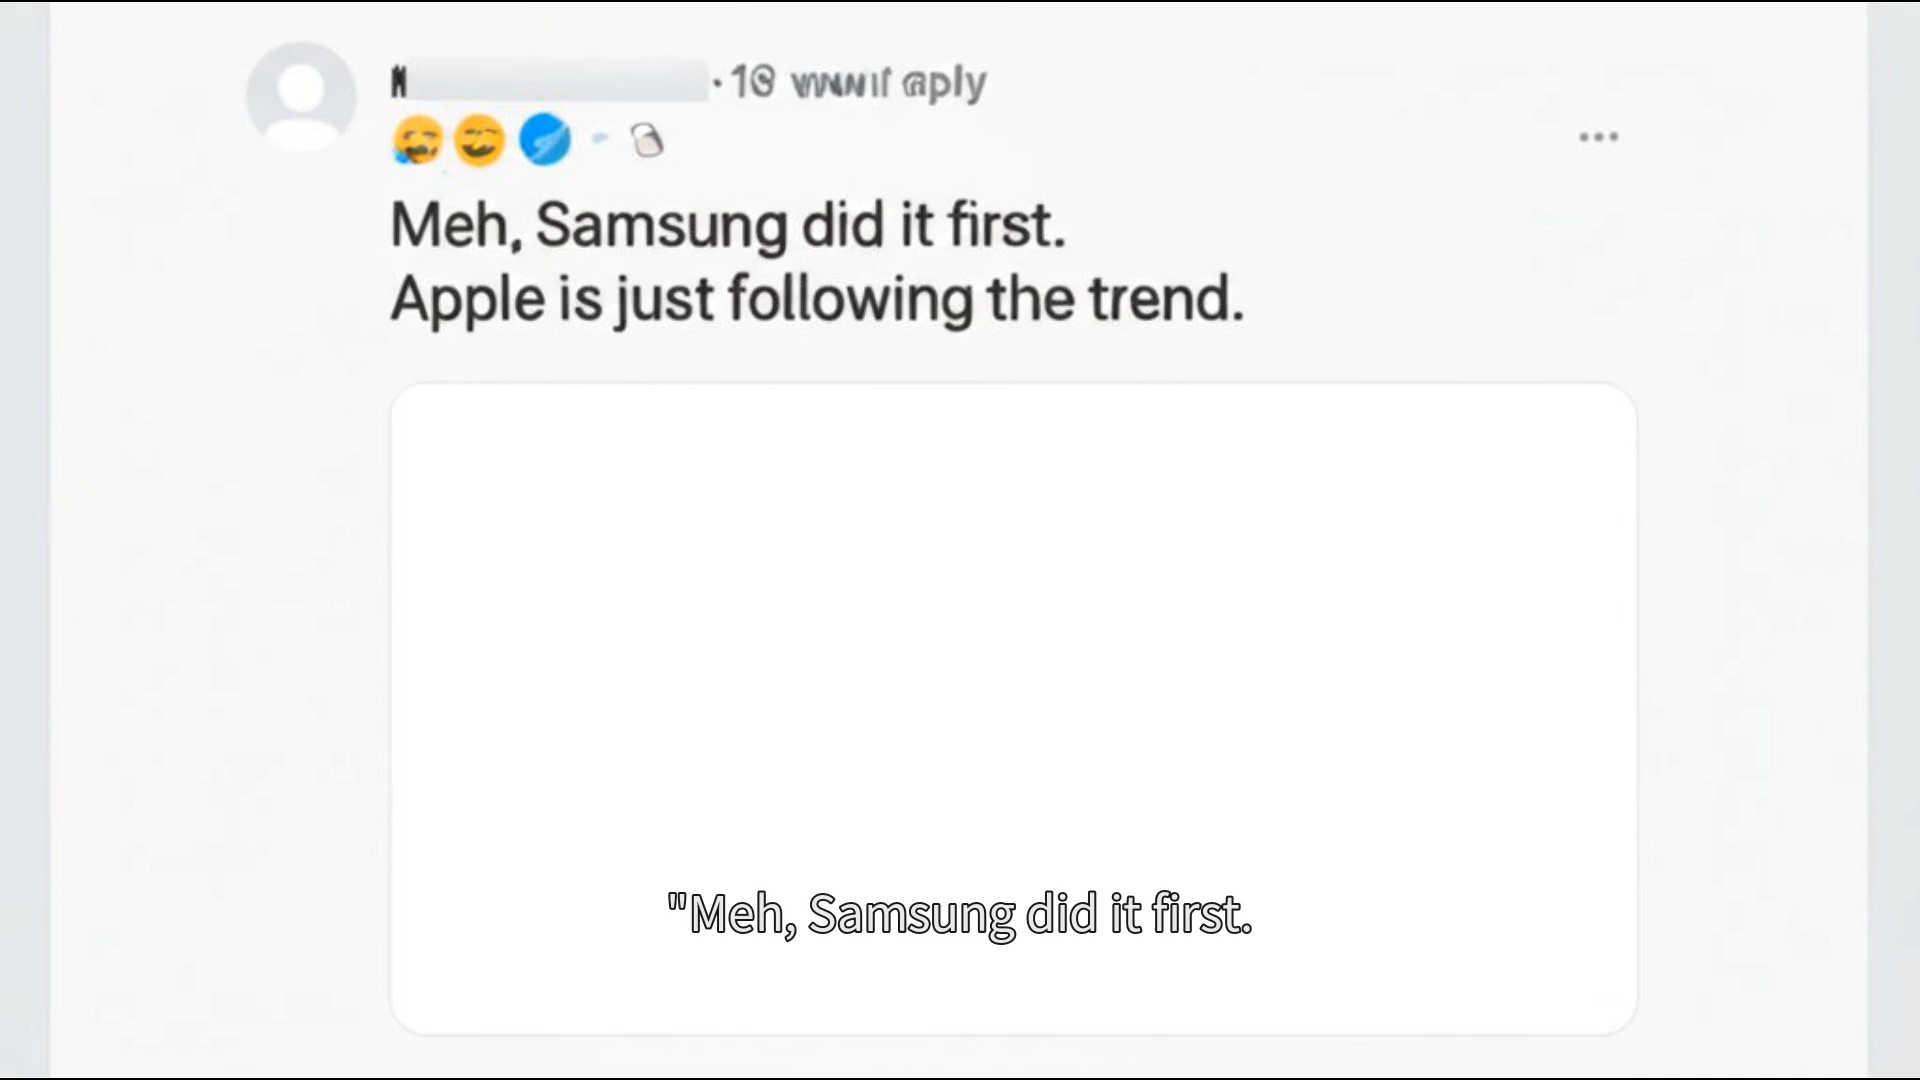 Meh, Samsung did it first.
Apple is just following the trend.
"Meh, Samsung did it first.